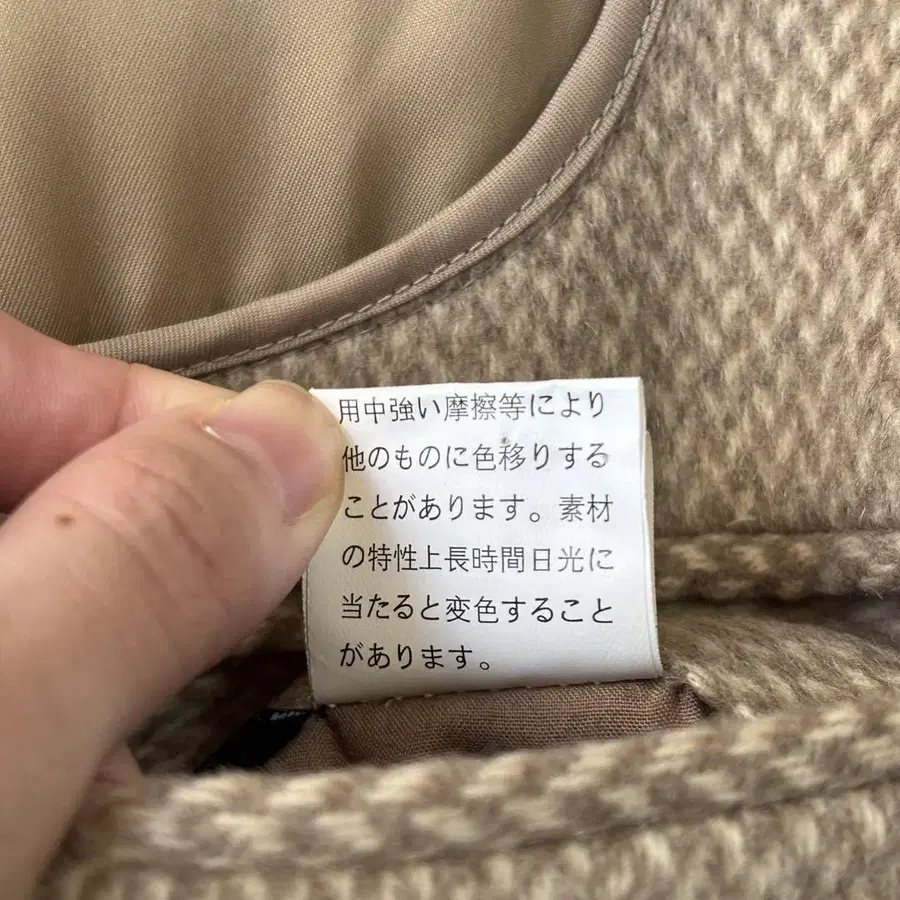 用中強い摩擦等により
他のものに色移りする
ことがあります。素材
の特性上長時間日光に
当たると変色すること
があります。